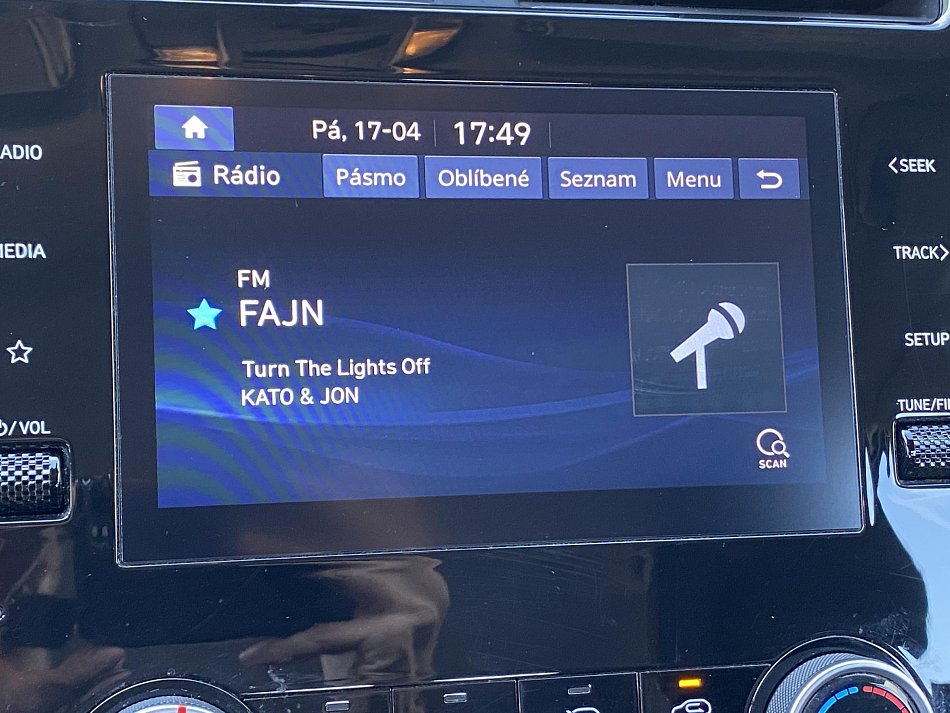 Pá, 17-04 17:49
Rádio Pásmo Oblíbené Seznam Menu
FM
FAJN
Turn The Lights Off
KATO & JON
SCAN
ADIO
EDIA
/ VOL
<SEEK
TRACK>
SETUP
TUNE/FI